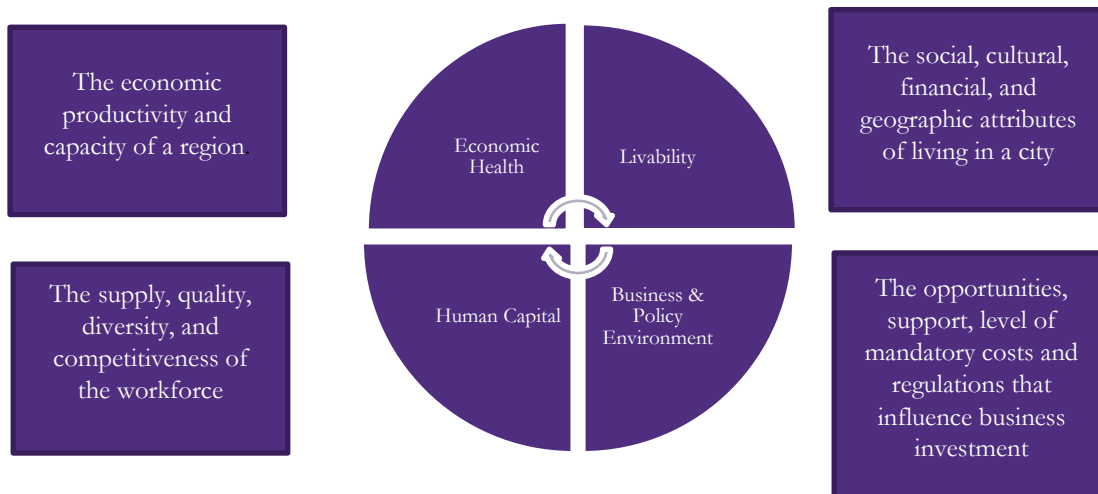 The economic
productivity and
capacity of a region.
Economic
Health
Livability
The social, cultural,
financial, and
geographic attributes
of living in a city
The supply, quality,
diversity, and
competitiveness of
the workforce
Human Capital
Business &
Policy
Environment
The opportunities,
support, level of
mandatory costs and
regulations that
influence business
investment